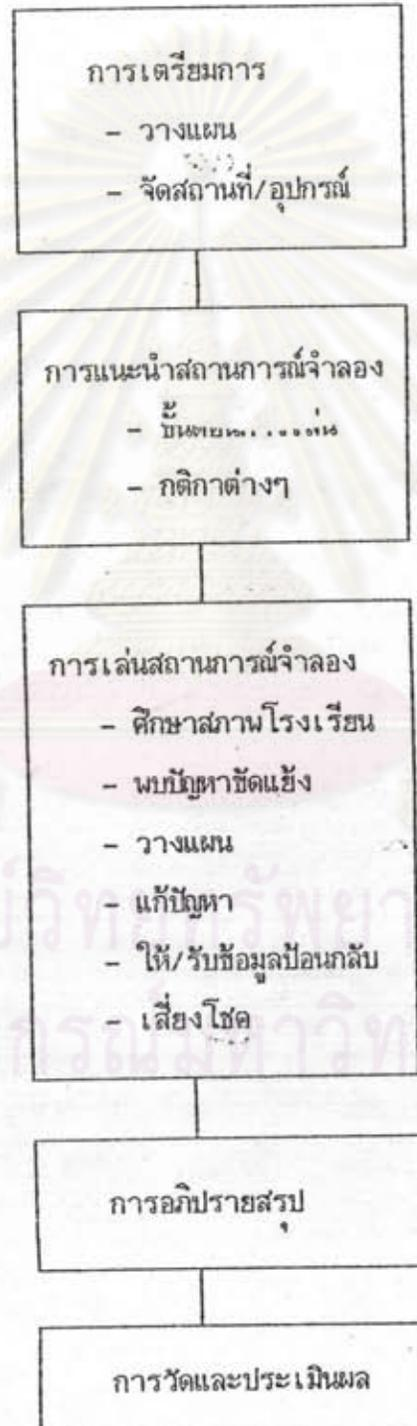 การเตรียมการ
- วางแผน
- จัดสถานที่/อุปกรณ์
การแนะนำสถานการณ์จำลอง
- ขั้นตอน
- กติกาต่างๆ
การเล่นสถานการณ์จำลอง
- ศึกษาสภาพโรงเรียน
- พบปัญหาขัดแย้ง
- วางแผน
- แก้ปัญหา
- ให้/รับข้อมูลป้อนกลับ
- เสี่ยงโชค
การอภิปรายสรุป
การวัดและประเมินผล